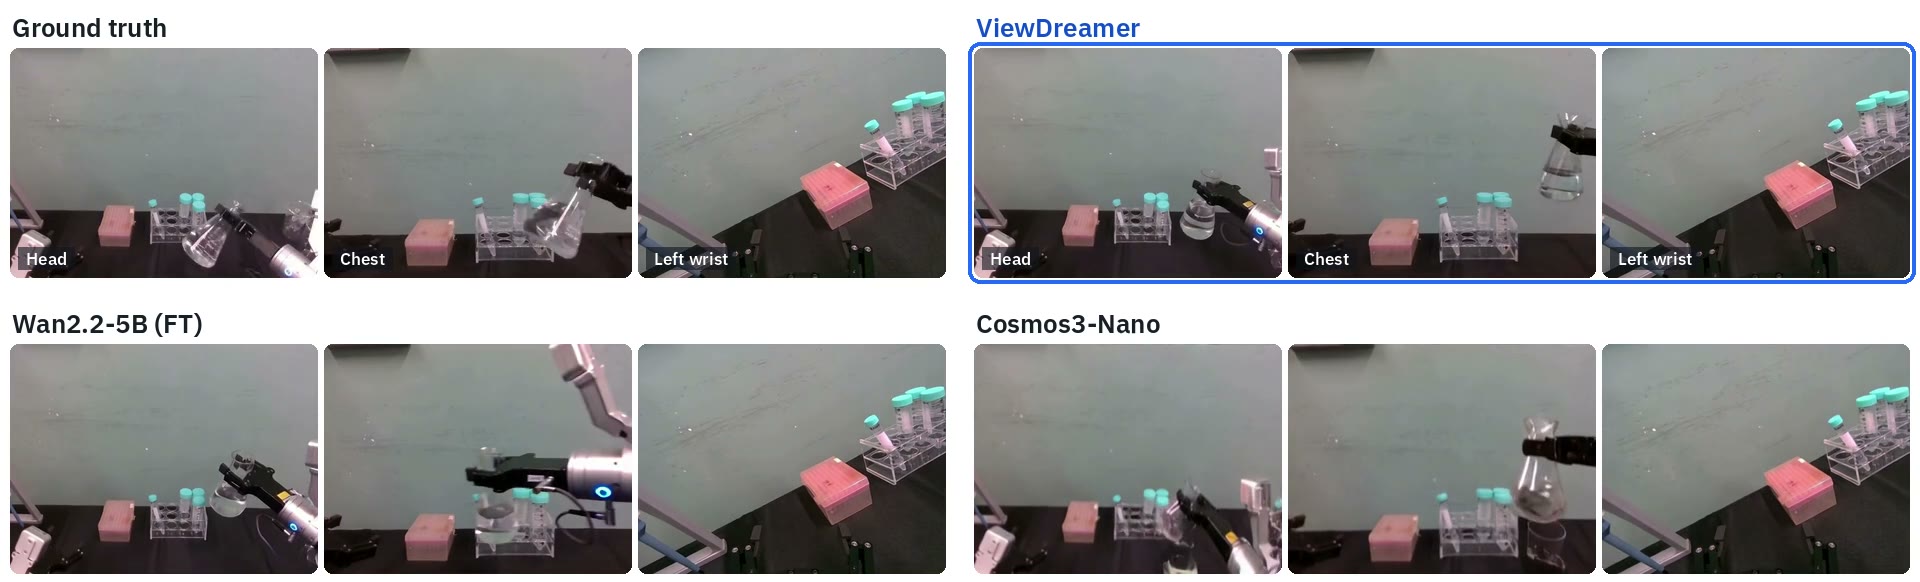 Ground truth
ViewDreamer
Head
Chest
Left wrist
Head
Chest
Left wrist
Wan2.2-5B (FT)
Cosmos3-Nano